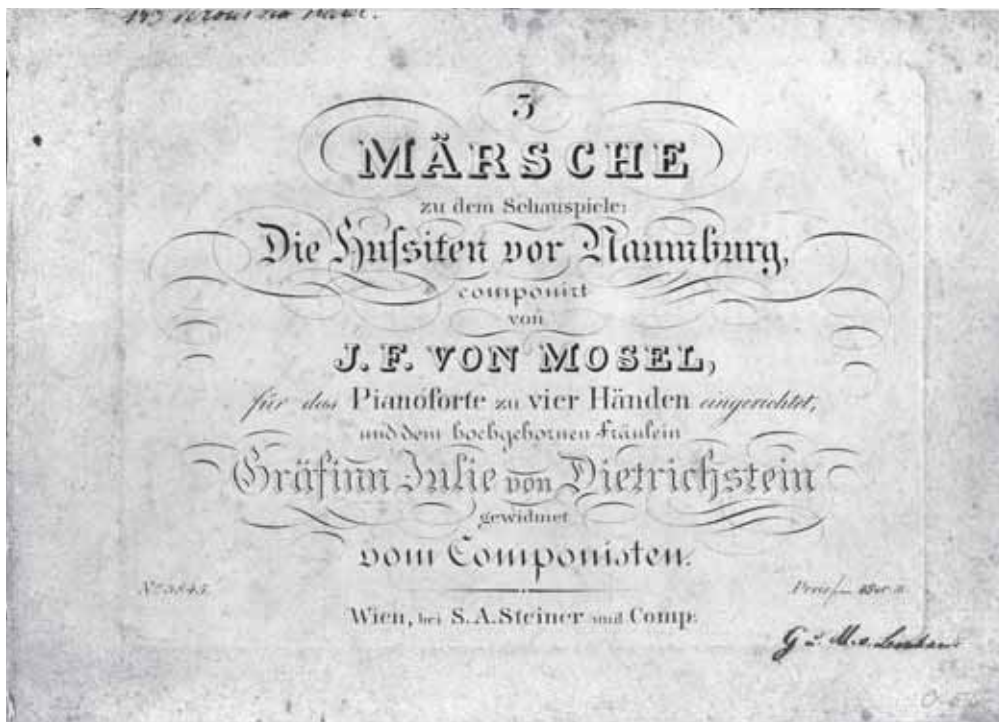 3
MÄRSCHE
zu dem Schauspiele:
Die Hussiten vor Naumburg,
componirt
von
J. F. VON MOSEL,
für das Pianoforte zu vier Händen eingerichtet,
und dem hochgebornen Fräulein
Gräfinn Julie von Dietrichstein
gewidmet
vom Componisten.
Wien, bei S. A. Steiner und Comp: